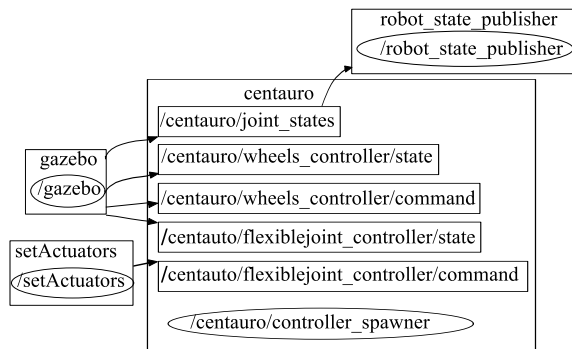 robot_state_publisher
/robot_state_publisher
centauro
/centauro/joint_states
gazebo
/gazebo
/centauro/wheels_controller/state
/centauro/wheels_controller/command
/centauto/flexiblejoint_controller/state
setActuators
/setActuators
/centauto/flexiblejoint_controller/command
/centauro/controller_spawner